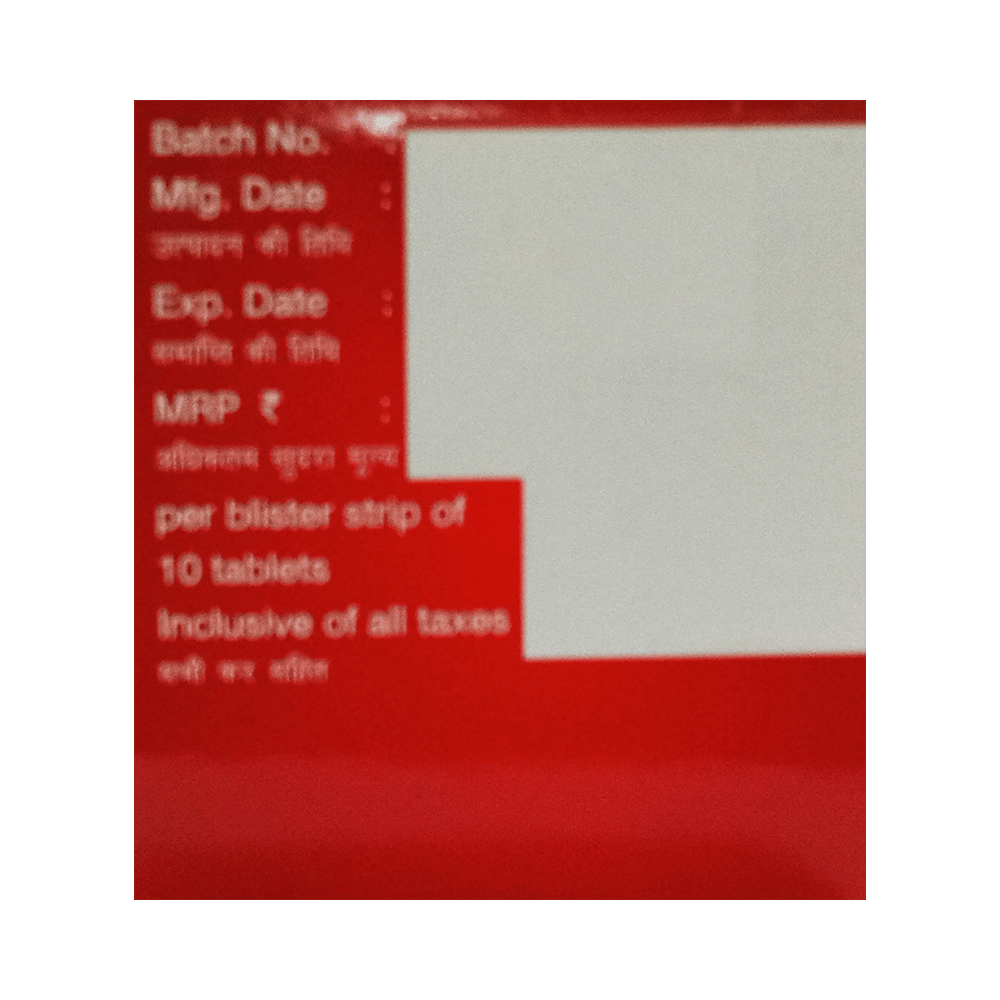 Batch No. :
Mfg. Date :
उत्पादन की तिथि
Exp. Date :
समाप्ति की तिथि
MRP ₹ :
अधिकतम खुदरा मूल्य
per blister strip of
10 tablets
Inclusive of all taxes
सभी कर सहित